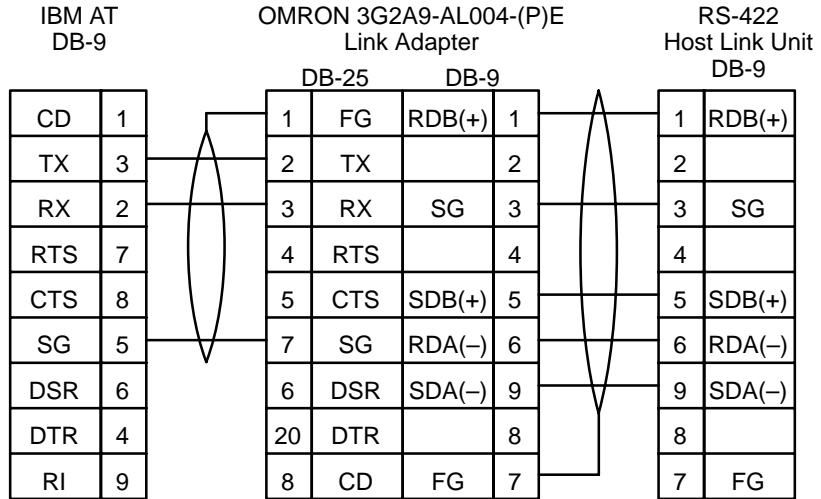 IBM AT OMRON 3G2A9-AL004-(P)E RS-422
DB-9 Link Adapter Host Link Unit
DB-25 DB-9 DB-9
CD 1 1 FG RDB(+) 1 1 RDB(+)
TX 3 2 TX 2 2
RX 2 3 RX SG 3 3 SG
RTS 7 4 RTS 4 4
CTS 8 5 CTS SDB(+) 5 5 SDB(+)
SG 5 7 SG RDA(–) 6 6 RDA(–)
DSR 6 6 DSR SDA(–) 9 9 SDA(–)
DTR 4 20 DTR 8 8
RI 9 8 CD FG 7 7 FG